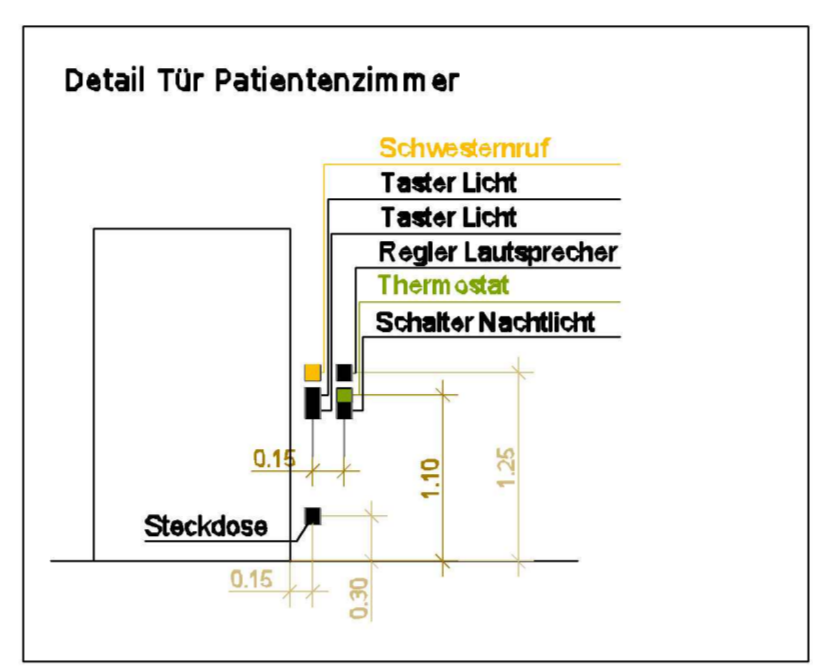 Detail Tür Patientenzimmer
Schwesternruf
Taster Licht
Taster Licht
Regler Lautsprecher
Thermostat
Schalter Nachtlicht
0.15
1.10
1.25
Steckdose
0.15
0.30